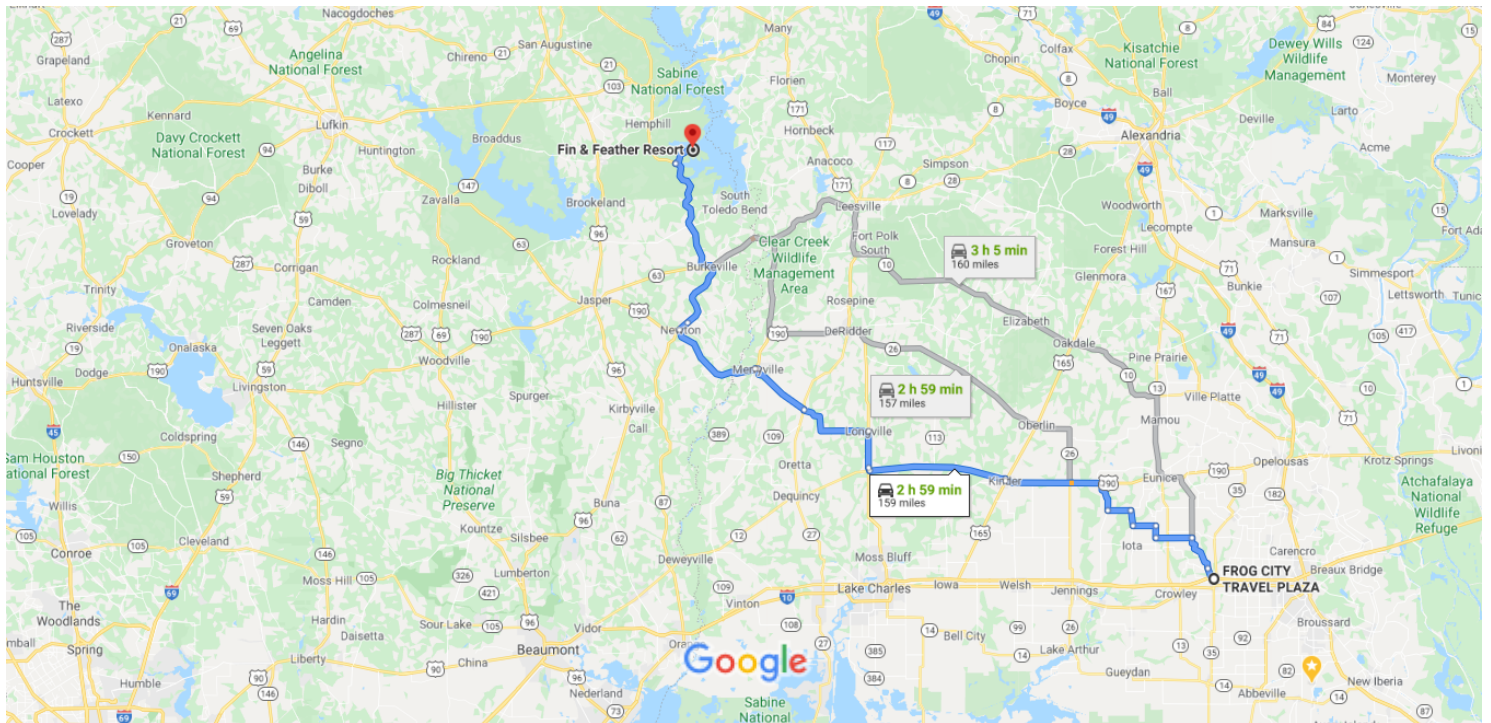 Nacogdoches
Many
Colfax
Jonesville
Angelina
National Forest
San Augustine
Chireno
Sabine
National Forest
Florien
Chopin
Kisatchie
National Forest
Dewey Wills
Wildlife
Management
Acme
Grapeland
Ball
Monterey
Latexo
Kennard
Lufkin
Hemphill
Boyce
Larto
Crockett
Davy Crockett
National Forest
Huntington
Broaddus
Fin & Feather Resort
Hornbeck
Alexandria
Deville
Archie
Cooper
Burke
Diboll
Zavalla
Brookeland
Anacoco
Simpson
Lovelady
South
Toledo Bend
Leesville
Woodworth
Marksville
Groveton
Fort Polk
South
Lecompte
Mansura
Corrigan
Rockland
Burkeville
Clear Creek
Wildlife
Management
Area
3 h 5 min
160 miles
Forest Hill
Glenmora
Simmesport
Trinity
Camden
Colmesneil
Jasper
Rosepine
Bunkie
Lettsworth
Riverside
Seven Oaks
Leggett
Newton
DeRidder
Elizabeth
Oakdale
Onalaska
Woodville
Pine Prairie
Huntsville
Dodge
Livingston
Merryville
Spurger
Hillister
Kirbyville
Call
2 h 59 min
157 miles
Ville Platte
Mamou
Coldspring
Segno
Longville
Oberlin
Sam Houston
National Forest
Shepherd
Big Thicket
National
Preserve
Oretta
Kinder
Eunice
Opelousas
Krotz Springs
Livoni
Willis
Buna
Dequincy
2 h 59 min
159 miles
Atchafalaya
National
Wildlife
Refuge
Cleveland
Kountze
Silsbee
Conroe
Deweyville
Moss Bluff
Iota
Carencro
Moss Hill
Lumberton
FROG CITY
TRAVEL PLAZA
Breaux Bridge
Lake Charles
Iowa
Welsh
Jennings
Crowley
The
Woodlands
Hardin
Daisetta
Sour Lake
Vinton
Vidor
Broussard
Spring
Liberty
China
Beaumont
Bell City
Lake Arthur
Google
Gueydan
Humble
Nederland
Abbeville
New Iberia
Sabine
National